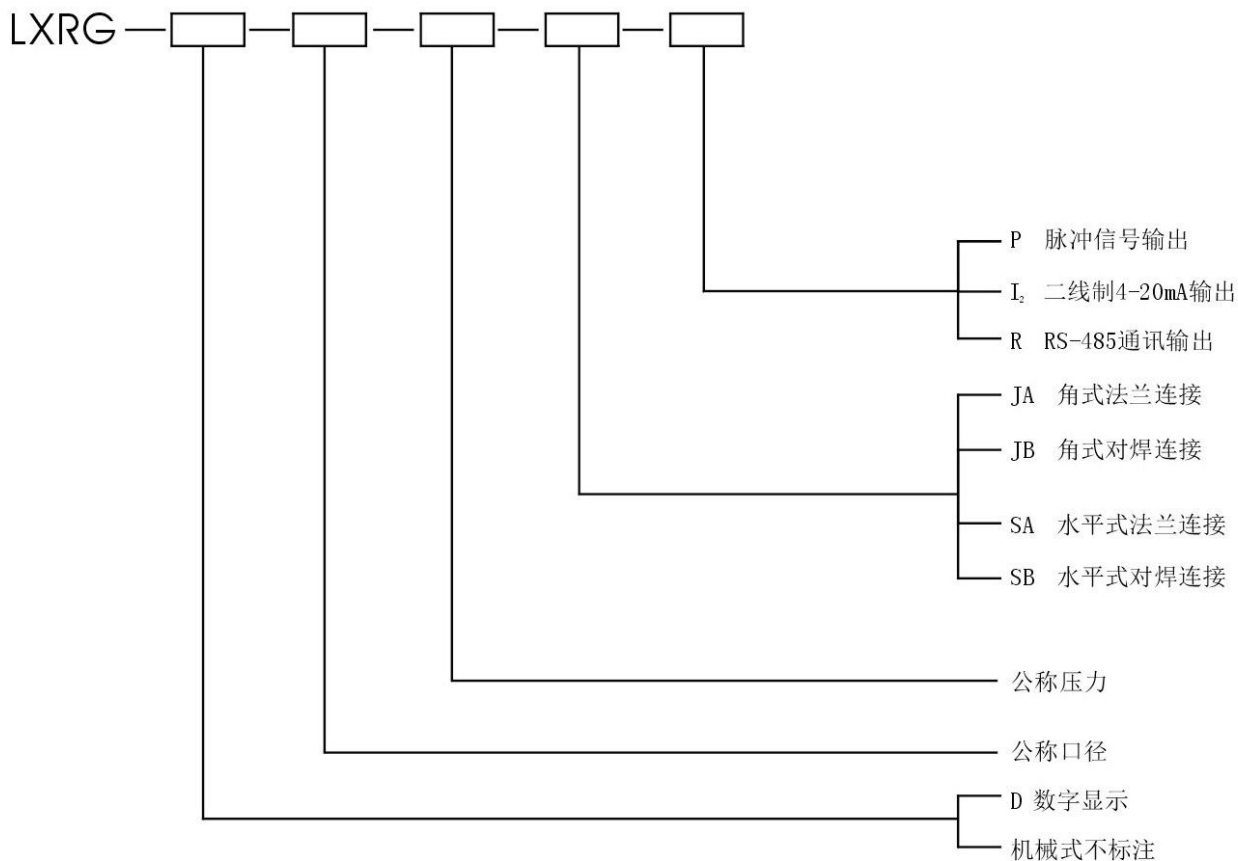 LXRG
P 脉冲信号输出
I₂ 二线制4-20mA输出
R RS-485通讯输出
JA 角式法兰连接
JB 角式对焊连接
SA 水平式法兰连接
SB 水平式对焊连接
公称压力
公称口径
D 数字显示
机械式不标注